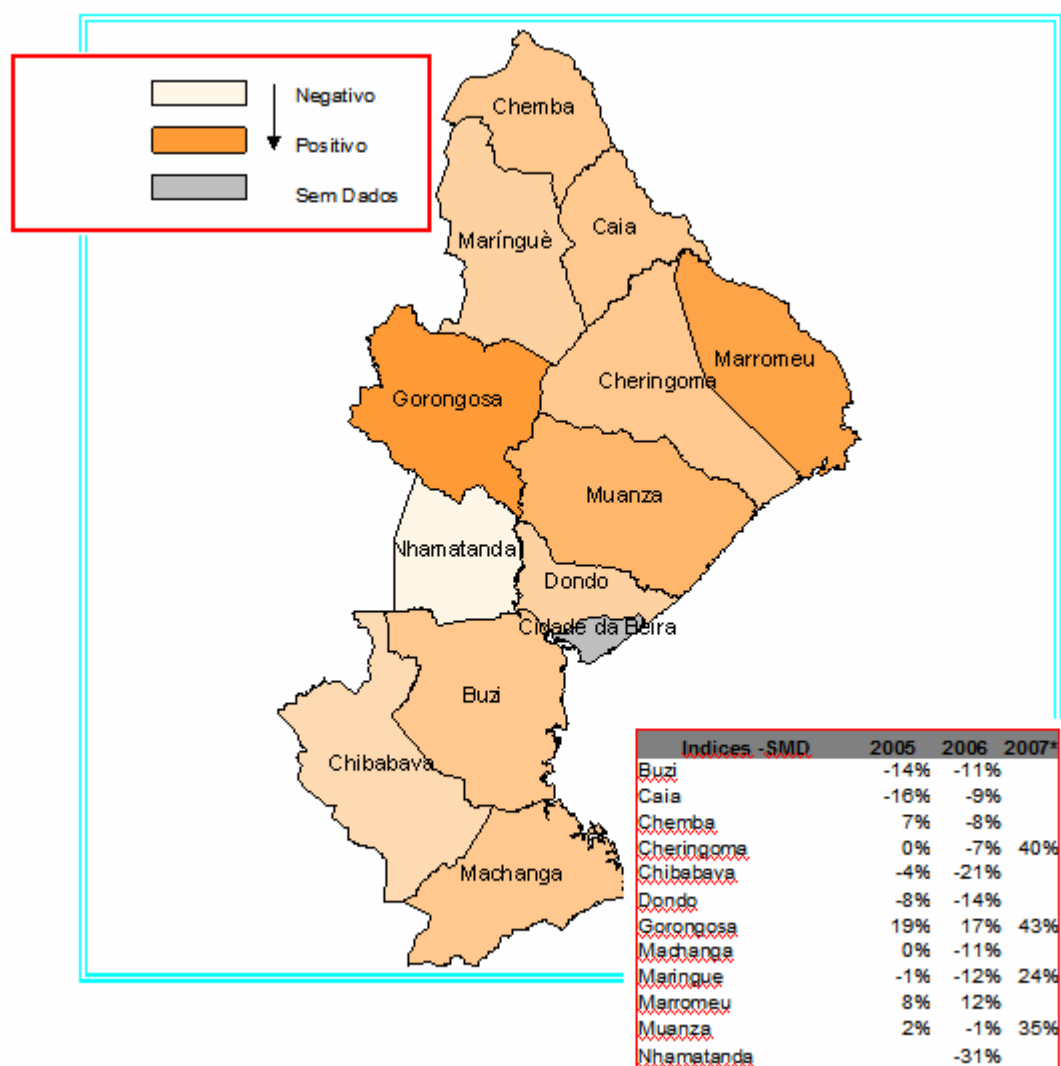 Negativo
Positivo
Sem Dados
Chemba
Caia
Marínguè
Marromeu
Cheringoma
Gorongosa
Muanza
Nhamatanda
Dondo
Cidade da Beira
Buzi
Chibabava
Machanga
Indices -SMD 2005 2006 2007*
Buzi -14% -11%
Caia -16% -9%
Chemba 7% -8%
Cheringoma 0% -7% 40%
Chibabava -4% -21%
Dondo -8% -14%
Gorongosa 19% 17% 43%
Machanga 0% -11%
Maringue -1% -12% 24%
Marromeu 8% 12%
Muanza 2% -1% 35%
Nhamatanda -31%